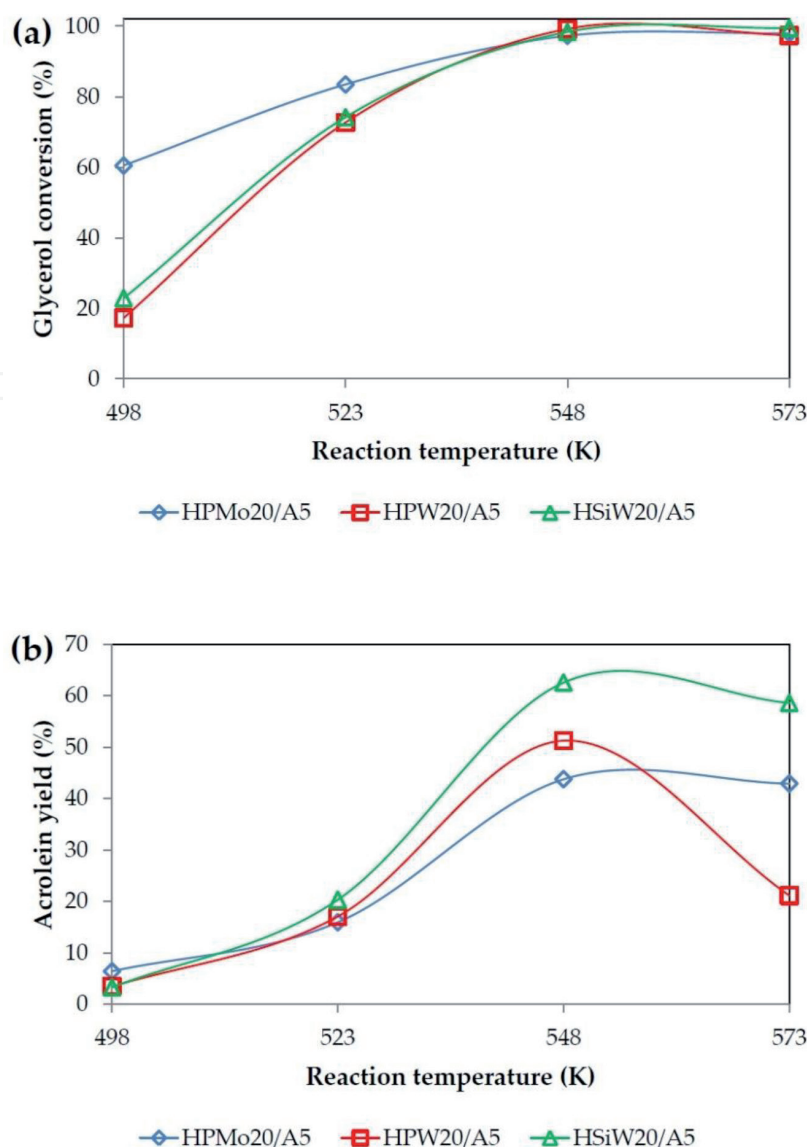 (a)
Glycerol conversion (%)
100
80
60
40
20
0
498 523 548 573
Reaction temperature (K)
HPMo20/A5 HPW20/A5 HSiW20/A5
(b)
Acrolein yield (%)
70
60
50
40
30
20
10
0
498 523 548 573
Reaction temperature (K)
HPMo20/A5 HPW20/A5 HSiW20/A5